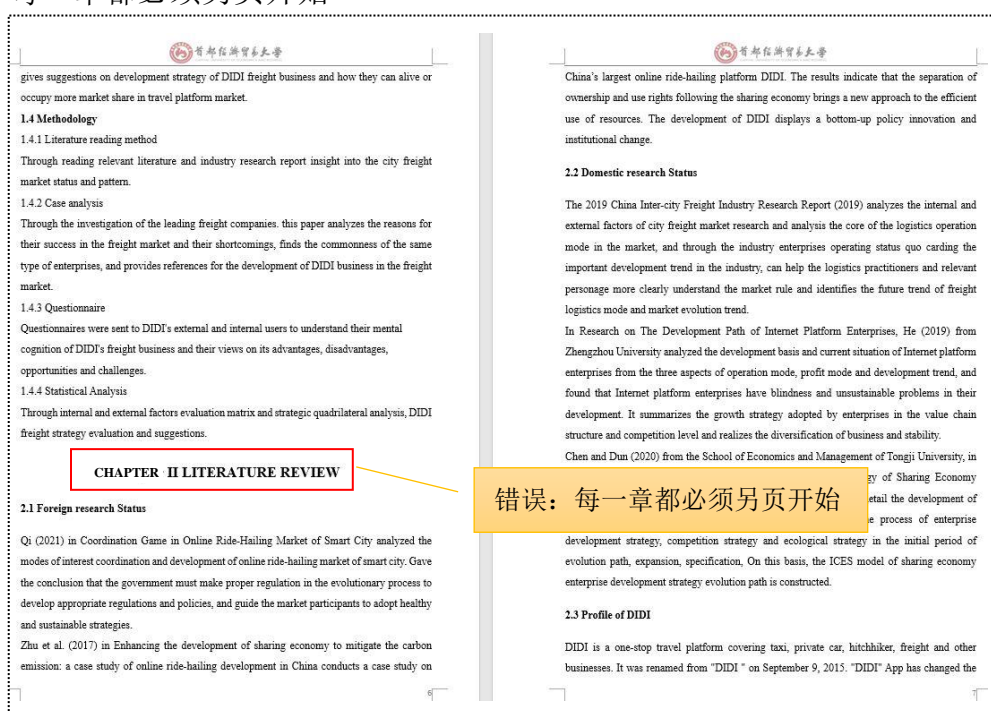 每一章都必须另页开始
首都经济贸易大学
gives suggestions on development strategy of DIDI freight business and how they can alive or
occupy more market share in travel platform market.
1.4 Methodology
1.4.1 Literature reading method
Through reading relevant literature and industry research report insight into the city freight
market status and pattern.
1.4.2 Case analysis
Through the investigation of the leading freight companies. this paper analyzes the reasons for
their success in the freight market and their shortcomings, finds the commonness of the same
type of enterprises, and provides references for the development of DIDI business in the freight
market.
1.4.3 Questionnaire
Questionnaires were sent to DIDI's external and internal users to understand their mental
cognition of DIDI's freight business and their views on its advantages, disadvantages,
opportunities and challenges.
1.4.4 Statistical Analysis
Through internal and external factors evaluation matrix and strategic quadrilateral analysis, DIDI
freight strategy evaluation and suggestions.
CHAPTER II LITERATURE REVIEW
2.1 Foreign research Status
Qi (2021) in Coordination Game in Online Ride-Hailing Market of Smart City analyzed the
modes of interest coordination and development of online ride-hailing market of smart city. Gave
the conclusion that the government must make proper regulation in the evolutionary process to
develop appropriate regulations and policies, and guide the market participants to adopt healthy
and sustainable strategies.
Zhu et al. (2017) in Enhancing the development of sharing economy to mitigate the carbon
emission: a case study of online ride-hailing development in China conducts a case study on
6
首都经济贸易大学
China's largest online ride-hailing platform DIDI. The results indicate that the separation of
ownership and use rights following the sharing economy brings a new approach to the efficient
use of resources. The development of DIDI displays a bottom-up policy innovation and
institutional change.
2.2 Domestic research Status
The 2019 China Inter-city Freight Industry Research Report (2019) analyzes the internal and
external factors of city freight market research and analysis the core of the logistics operation
mode in the market, and through the industry enterprises operating status quo carding the
important development trend in the industry, can help the logistics practitioners and relevant
personage more clearly understand the market rule and identifies the future trend of freight
logistics mode and market evolution trend.
In Research on The Development Path of Internet Platform Enterprises, He (2019) from
Zhengzhou University analyzed the development basis and current situation of Internet platform
enterprises from the three aspects of operation mode, profit mode and development trend, and
found that Internet platform enterprises have blindness and unsustainable problems in their
development. It summarizes the growth strategy adopted by enterprises in the value chain
structure and competition level and realizes the diversification of business and stability.
Chen and Dun (2020) from the School of Economics and Management of Tongji University, in
gy of Sharing Economy
错误：每一章都必须另页开始
etail the development of
e process of enterprise
development strategy, competition strategy and ecological strategy in the initial period of
evolution path, expansion, specification, On this basis, the ICES model of sharing economy
enterprise development strategy evolution path is constructed.
2.3 Profile of DIDI
DIDI is a one-stop travel platform covering taxi, private car, hitchhiker, freight and other
businesses. It was renamed from "DIDI " on September 9, 2015. "DIDI" App has changed the
7